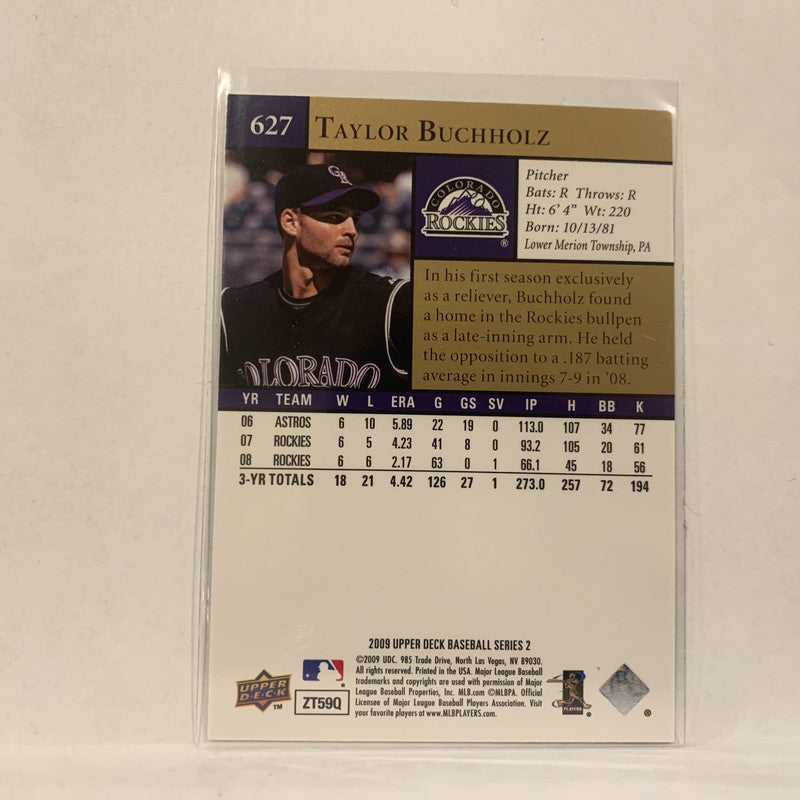 627 TAYLOR BUCHHOLZ
CR
COLORADO
COLORADO
ROCKIES ®
Pitcher
Bats: R Throws: R
Ht: 6' 4" Wt: 220
Born: 10/13/81
Lower Merion Township, PA
In his first season exclusively
as a reliever, Buchholz found
a home in the Rockies bullpen
as a late-inning arm. He held
the opposition to a .187 batting
average in innings 7-9 in '08.
YR TEAM W L ERA G GS SV IP H BB K
06 ASTROS 6 10 5.89 22 19 0 113.0 107 34 77
07 ROCKIES 6 5 4.23 41 8 0 93.2 105 20 61
08 ROCKIES 6 6 2.17 63 0 1 66.1 45 18 56
3-YR TOTALS 18 21 4.42 126 27 1 273.0 257 72 194
2009 UPPER DECK BASEBALL SERIES 2
©2009 UDC. 985 Trade Drive, North Las Vegas, NV 89030.
All rights reserved. Printed in the USA. Major League Baseball
trademarks and copyrights are used with permission of Major
League Baseball Properties, Inc. MLB.com ©MLBPA. Official
Licensee of Major League Baseball Players Association. Visit
your favorite players at www.MLBPLAYERS.com.
UPPER
DECK
TM
ZT59Q
PLAYERS
®
®